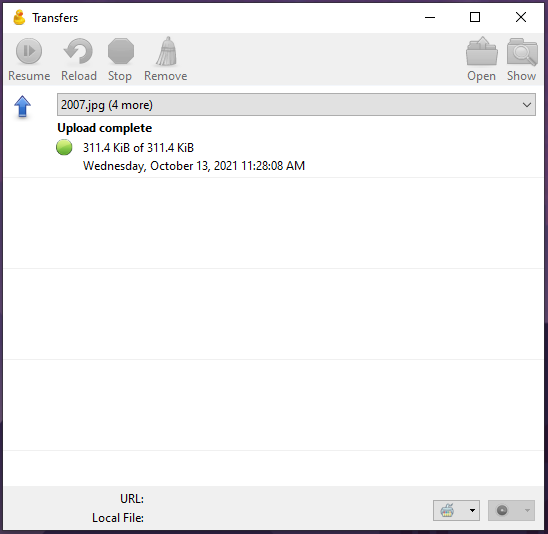 Transfers
Resume Reload Stop Remove Open Show
2007.jpg (4 more)
Upload complete
311.4 KiB of 311.4 KiB
Wednesday, October 13, 2021 11:28:08 AM
URL:
Local File: